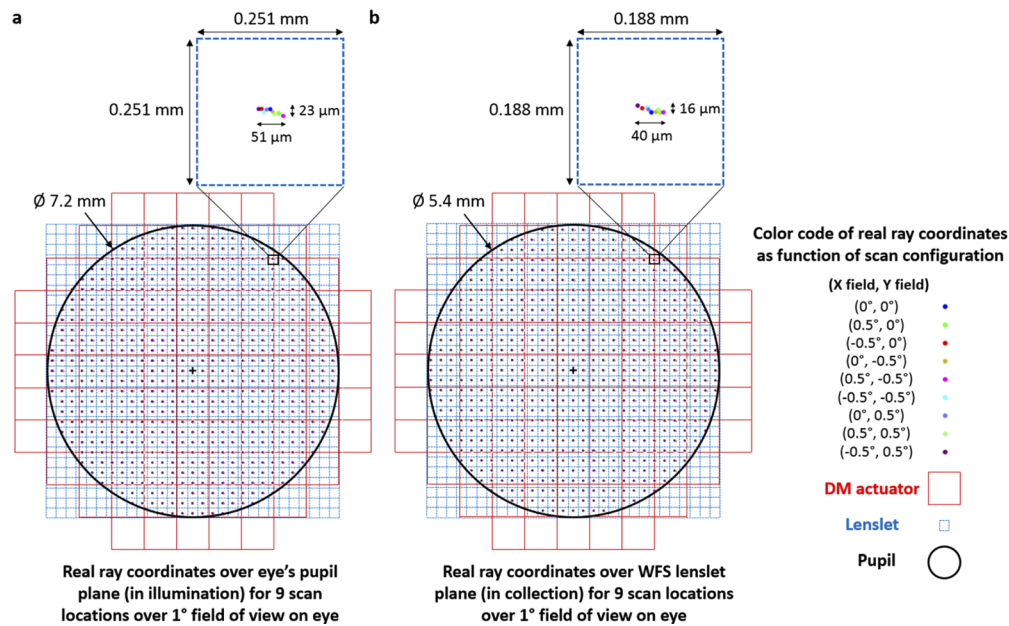 a
0.251 mm
0.251 mm
23 µm
51 µm
Ø 7.2 mm
Real ray coordinates over eye's pupil
plane (in illumination) for 9 scan
locations over 1° field of view on eye
b
0.188 mm
0.188 mm
16 µm
40 µm
Ø 5.4 mm
Real ray coordinates over WFS lenslet
plane (in collection) for 9 scan locations
over 1° field of view on eye
Color code of real ray coordinates
as function of scan configuration
(X field, Y field)
(0°, 0°)
(0.5°, 0°)
(-0.5°, 0°)
(0°, -0.5°)
(0.5°, -0.5°)
(-0.5°, -0.5°)
(0°, 0.5°)
(0.5°, 0.5°)
(-0.5°, 0.5°)
DM actuator
Lenslet
Pupil